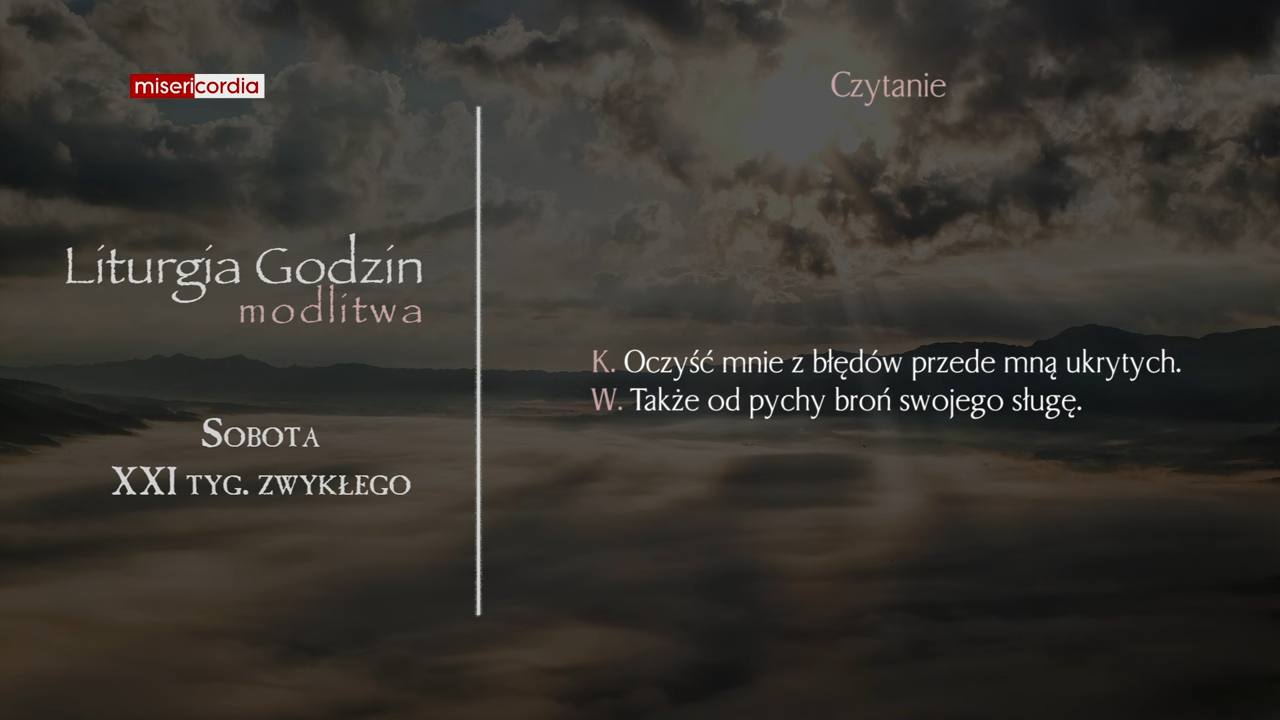 misericordia
Liturgia Godzin
modlitwa
Sobota
XXI tyg. zwykłego
Czytanie
K. Oczyść mnie z błędów przede mną ukrytych.
W. Także od pychy broń swojego sługę.